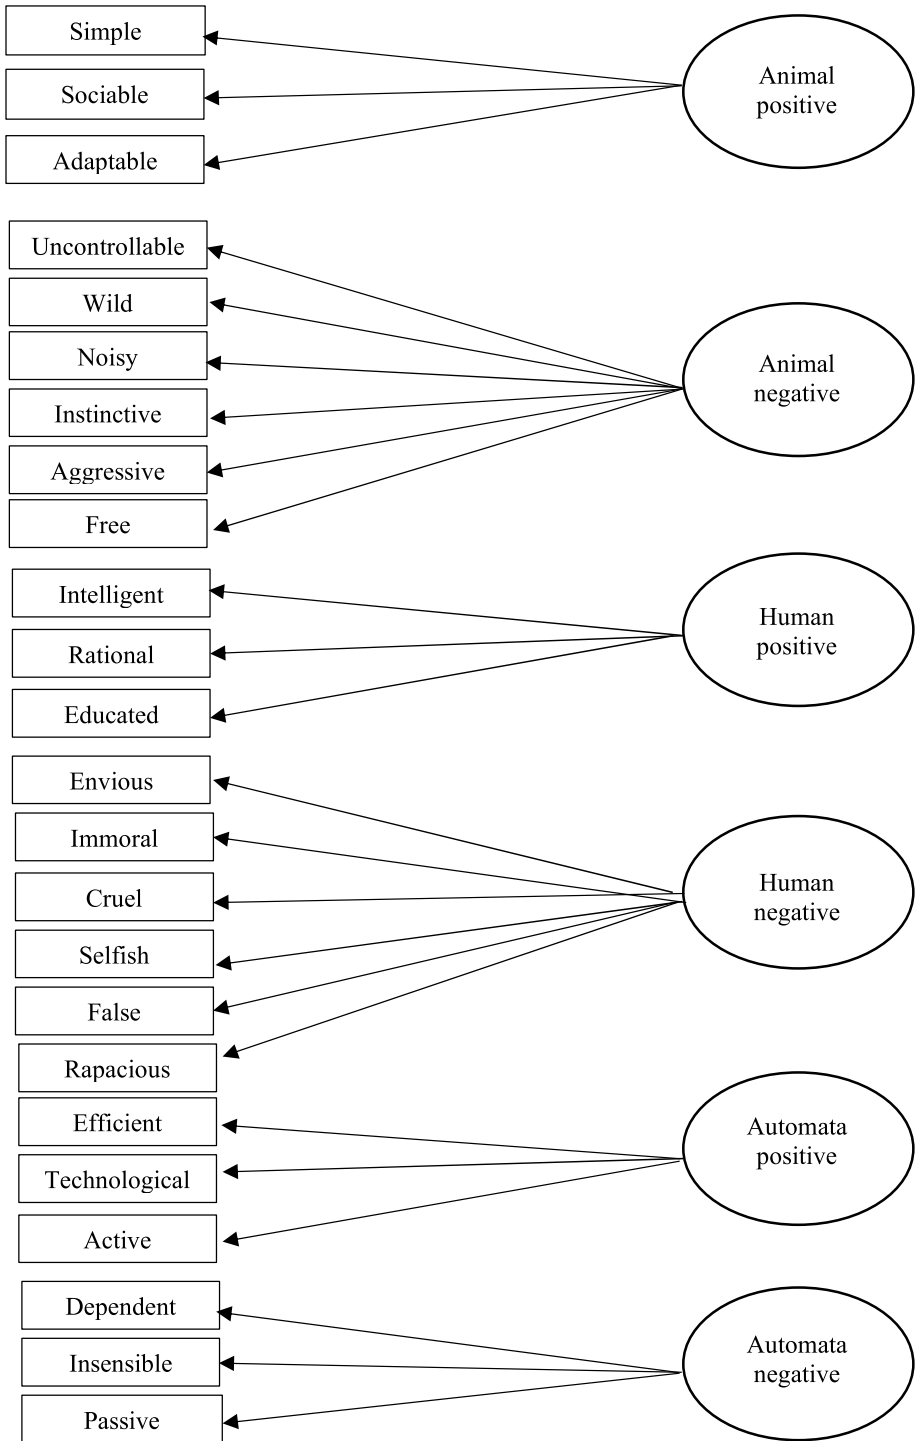 Simple
Sociable
Adaptable
Animal
positive
Uncontrollable
Wild
Noisy
Instinctive
Aggressive
Free
Animal
negative
Intelligent
Rational
Educated
Human
positive
Envious
Immoral
Cruel
Selfish
False
Rapacious
Human
negative
Efficient
Technological
Active
Automata
positive
Dependent
Insensible
Passive
Automata
negative